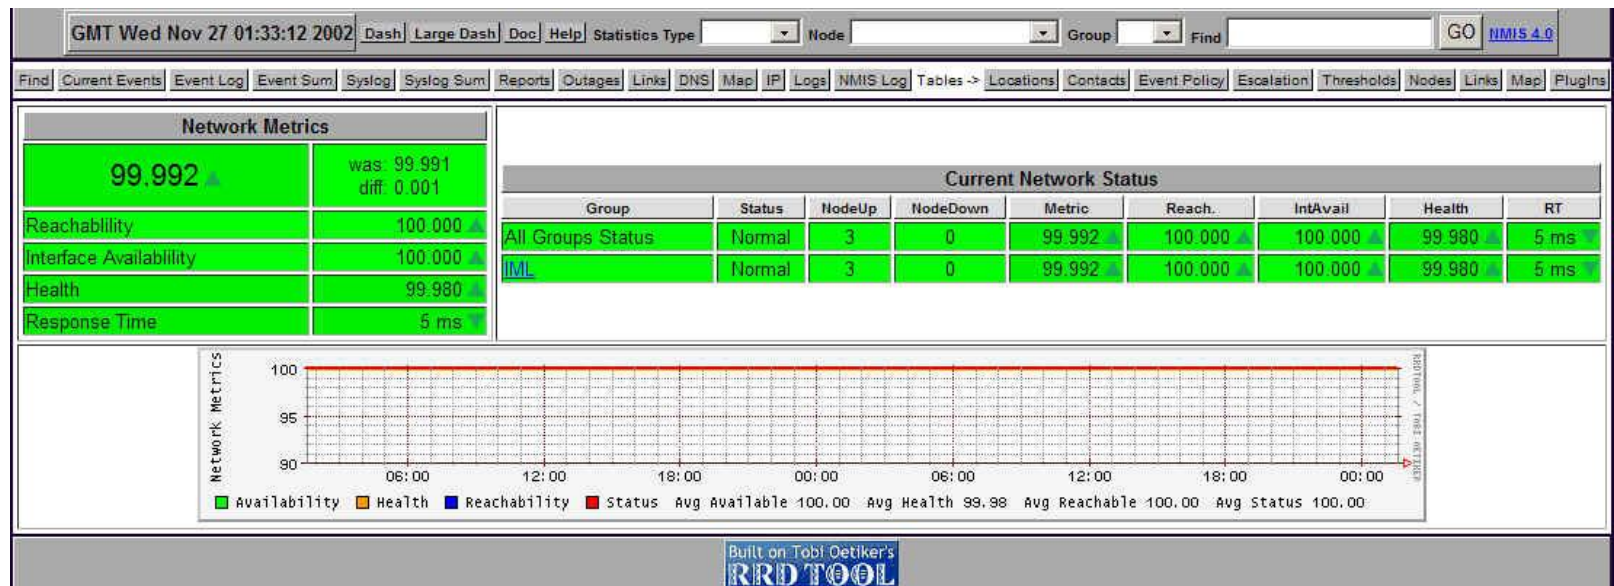 GMT Wed Nov 27 01:33:12 2002 Dash Large Dash Doc Help Statistics Type Node Group Find GO NMIS 4.0
Find Current Events Event Log Event Sum Syslog Syslog Sum Reports Outages Links DNS Map IP Logs NMIS Log Tables -> Locations Contacts Event Policy Escalation Thresholds Nodes Links Map PlugIns
Network Metrics
99.992 was: 99.991
diff: 0.001
Reachablility 100.000
Interface Availablility 100.000
Health 99.980
Response Time 5 ms
Current Network Status
Group Status NodeUp NodeDown Metric Reach. IntAvail Health RT
All Groups Status Normal 3 0 99.992 100.000 100.000 99.980 5 ms
IML Normal 3 0 99.992 100.000 100.000 99.980 5 ms
Network Metrics
100
95
90
06:00 12:00 18:00 00:00 06:00 12:00 18:00 00:00
Availability Health Reachability Status Avg Available 100.00 Avg Health 99.98 Avg Reachable 100.00 Avg Status 100.00
RRDTOOL / TOBI OETIKER
Built on Tobi Oetiker's
RRDTOOL